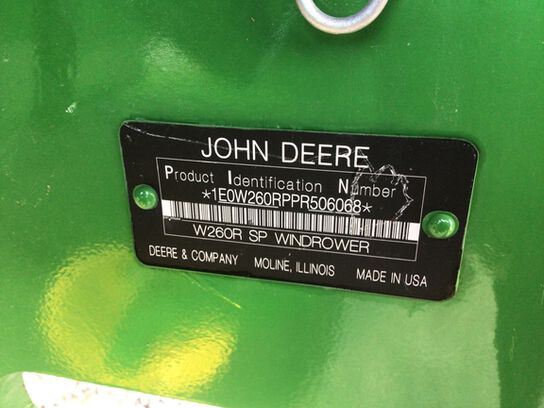 JOHN DEERE
Product Identification Number
*1E0W260RPPR506068*
W260R SP WINDROWER
DEERE & COMPANY MOLINE, ILLINOIS MADE IN USA